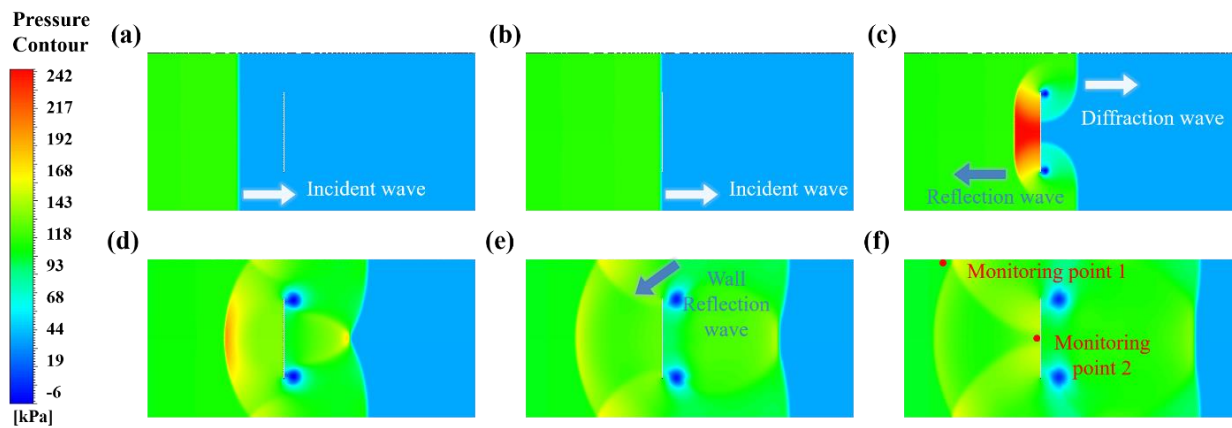 Pressure
Contour
242
217
192
168
143
118
93
68
44
19
-6
[kPa]
(a)
Incident wave
(b)
Incident wave
(c)
Diffraction wave
Reflection wave
(d)
(e)
Wall
Reflection
wave
(f)
Monitoring point 1
Monitoring
point 2